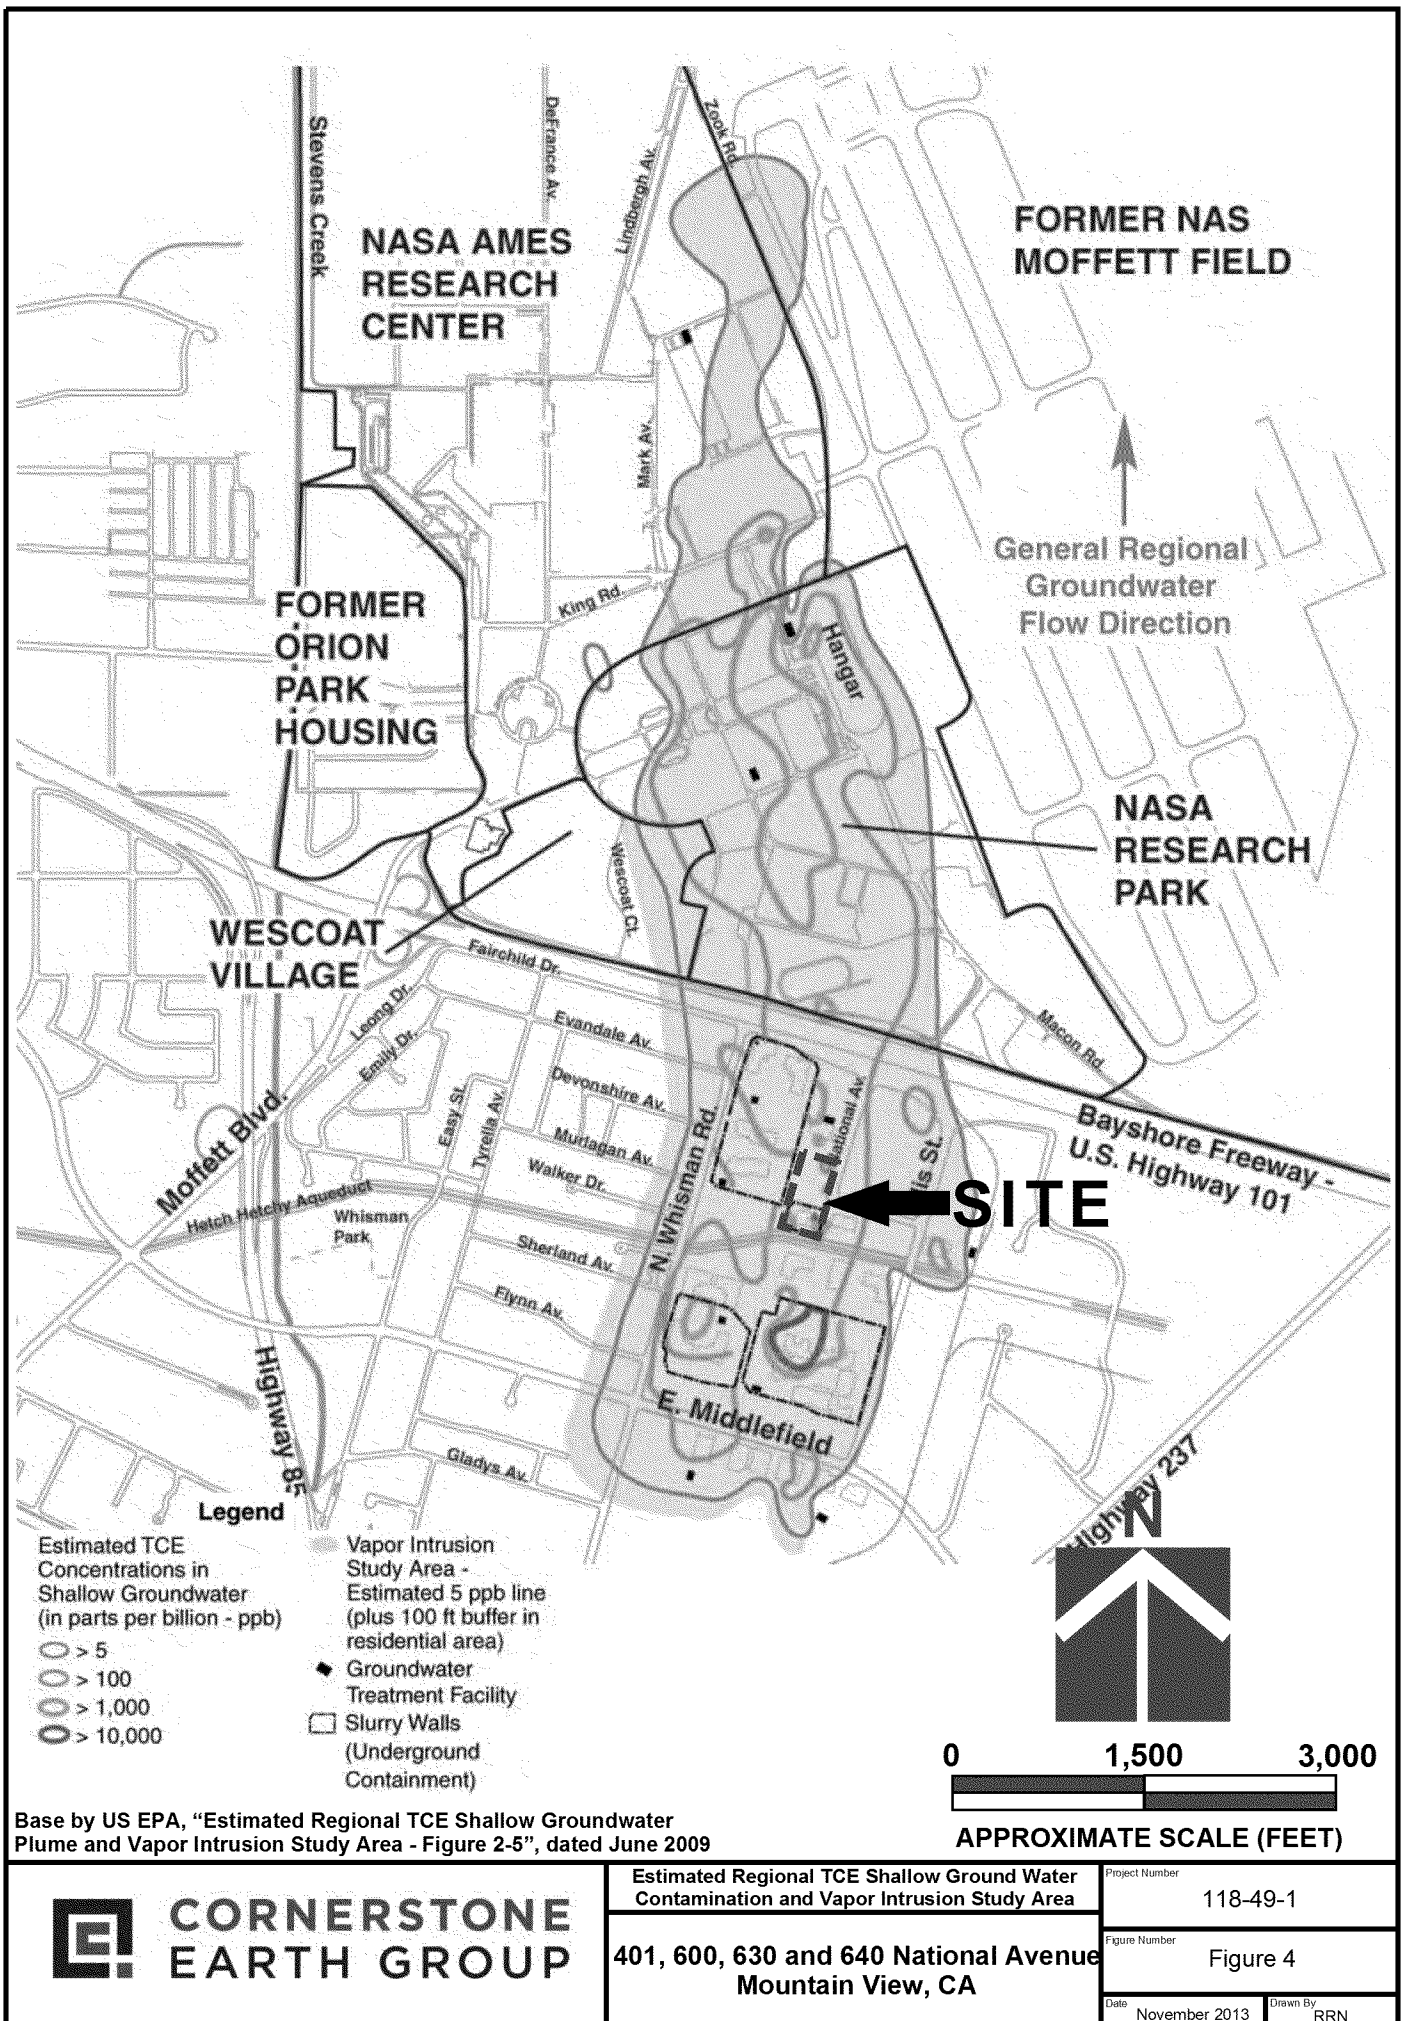 Zook Rd.
DeFrance Av.
Stevens Creek
Lindbergh Av.
FORMER NAS
MOFFETT FIELD
NASA AMES
RESEARCH
CENTER
Mark Av.
General Regional
Groundwater
Flow Direction
King Rd.
FORMER
ORION
PARK
HOUSING
Hangar
NASA
RESEARCH
PARK
Wescoat Ct.
WESCOAT
VILLAGE
Fairchild Dr.
Leong Dr.
Evandale Av.
Macon Rd.
Emily Dr.
Devonshire Av.
Easy St.
Tyrella Av.
National Av.
Moffett Blvd.
Murlagan Av.
Walker Dr.
N. Whisman Rd.
lis St.
Bayshore Freeway -
U.S. Highway 101
SITE
Hetch Hetchy Aqueduct
Whisman
Park
Sherland Av.
Flynn Av.
Highway 85
E. Middlefield
Gladys Av.
Highway 237
N
Legend
Estimated TCE
Concentrations in
Shallow Groundwater
(in parts per billion - ppb)
> 5
> 100
> 1,000
> 10,000
Vapor Intrusion
Study Area -
Estimated 5 ppb line
(plus 100 ft buffer in
residential area)
Groundwater
Treatment Facility
Slurry Walls
(Underground
Containment)
0 1,500 3,000
APPROXIMATE SCALE (FEET)
Base by US EPA, “Estimated Regional TCE Shallow Groundwater
Plume and Vapor Intrusion Study Area - Figure 2-5”, dated June 2009
CORNERSTONE
EARTH GROUP
Estimated Regional TCE Shallow Ground Water
Contamination and Vapor Intrusion Study Area
401, 600, 630 and 640 National Avenue
Mountain View, CA
Project Number
118-49-1
Figure Number
Figure 4
Date
November 2013
Drawn By
RRN